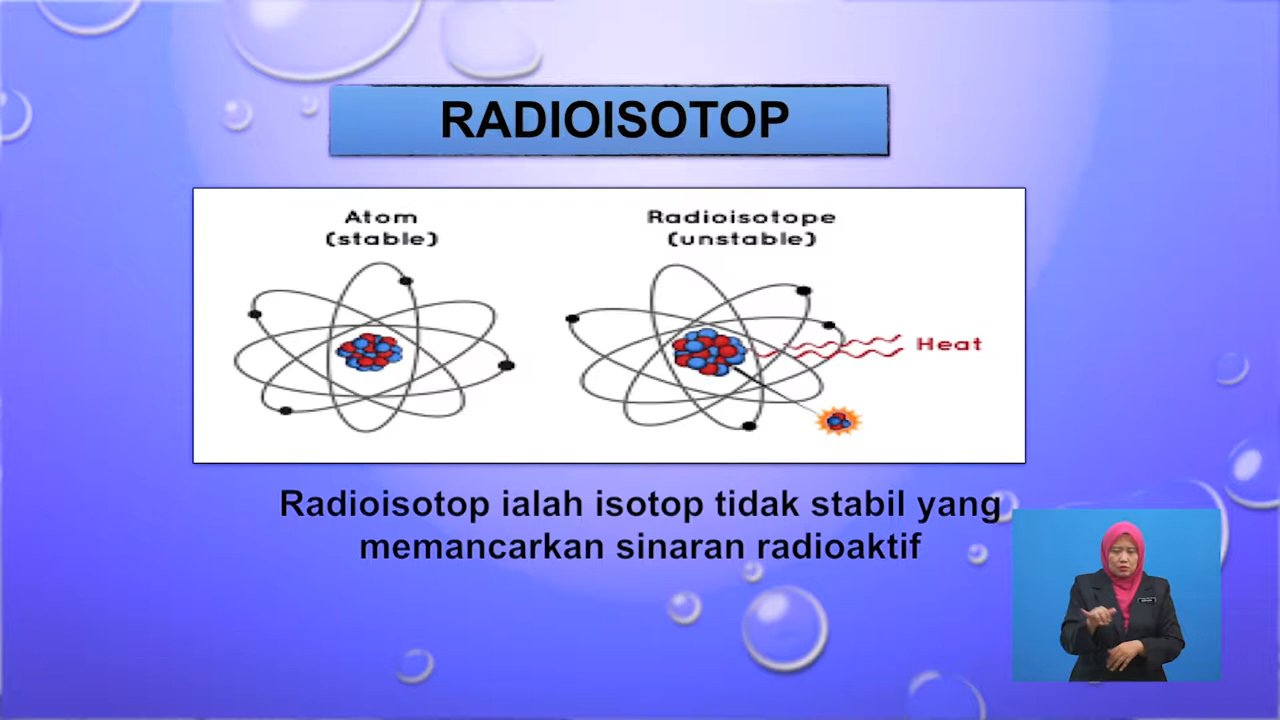 RADIOISOTOP
Atom
(stable)
Radioisotope
(unstable)
Heat
Radioisotop ialah isotop tidak stabil yang
memancarkan sinaran radioaktif